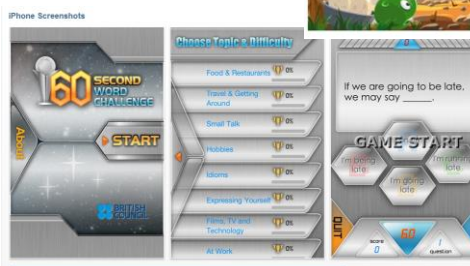 iPhone Screenshots
60 SECOND
WORD
CHALLENGE
About
START
BRITISH
COUNCIL
Choose Topic & Difficulty
Food & Restaurants 0%
Travel & Getting
Around 0%
Small Talk 0%
Hobbies 0%
Idioms 0%
Expressing Yourself 0%
Films, TV and
Technology 0%
At Work 0%
0
If we are going to be late,
we may say _____.
GAME START
I'm being
late
I'm going
late
late
QUIT
score
0
60
1
question